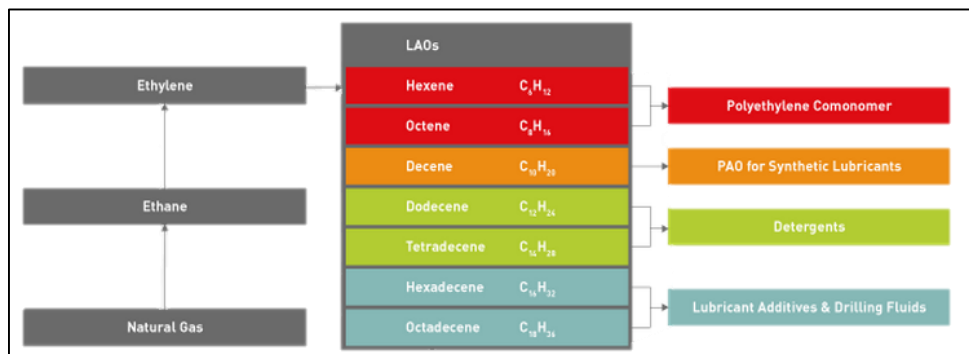 LAOs
Ethylene
Ethane
Natural Gas
Hexene C₆H₁₂
Octene C₈H₁₆
Decene C₁₀H₂₀
Dodecene C₁₂H₂₄
Tetradecene C₁₄H₂₈
Hexadecene C₁₆H₃₂
Octadecene C₁₈H₃₆
Polyethylene Comonomer
PAO for Synthetic Lubricants
Detergents
Lubricant Additives & Drilling Fluids